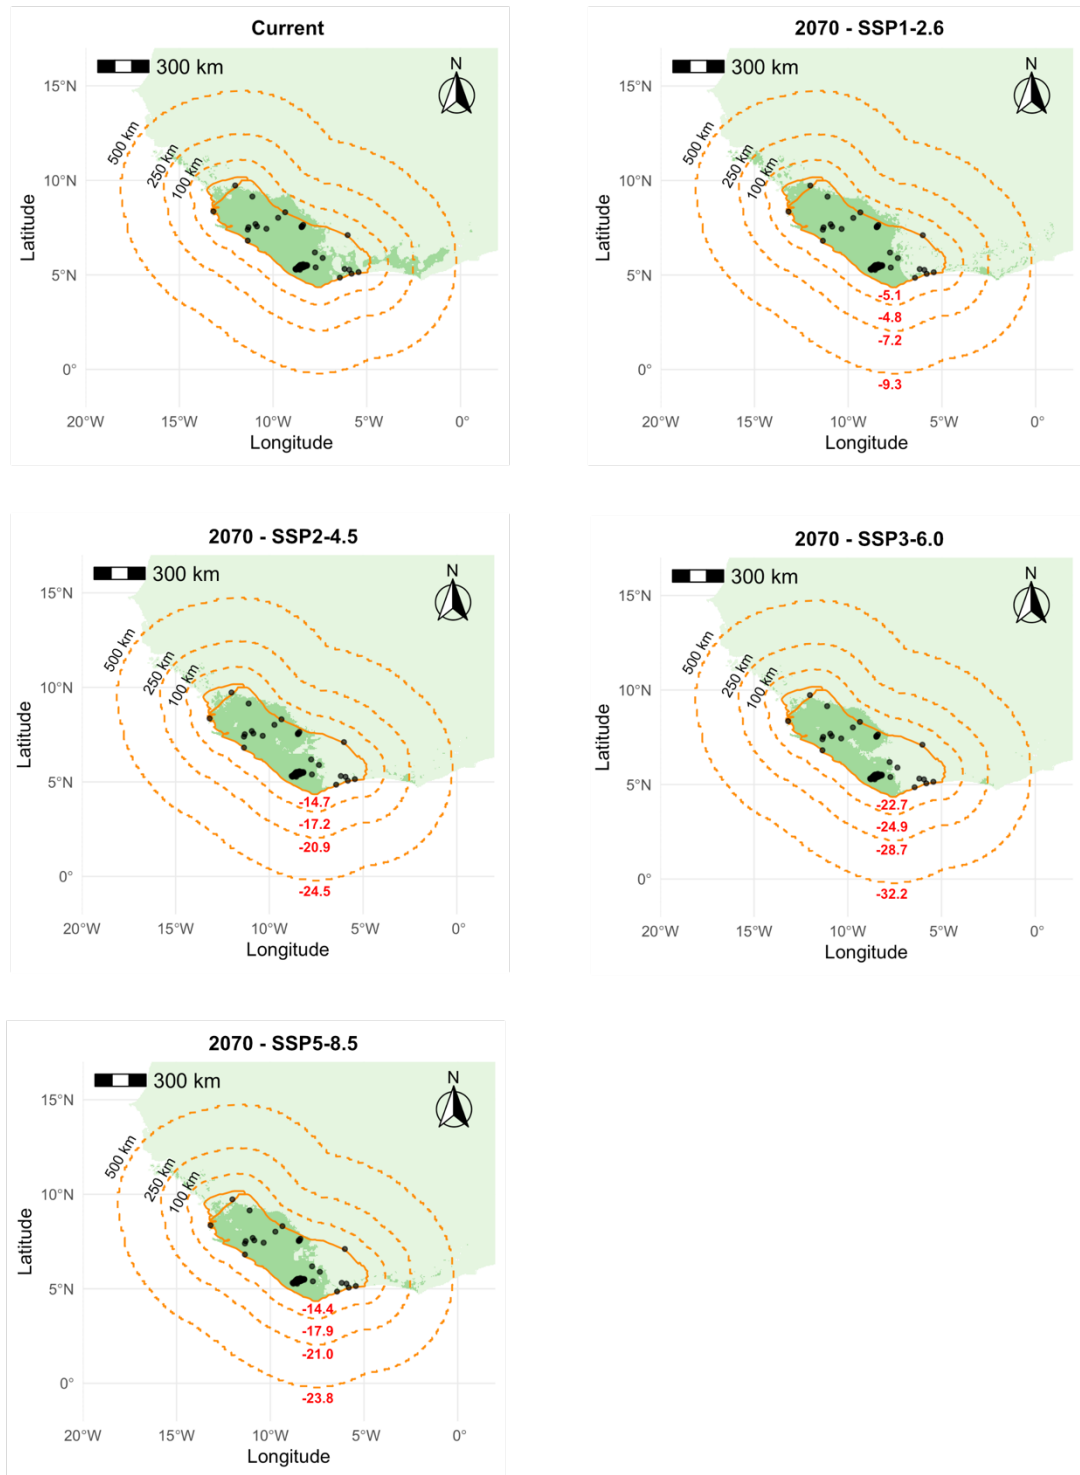 Current
300 km
N
500 km
250 km
100 km
15°N
10°N
5°N
0°
Latitude
20°W 15°W 10°W 5°W 0°
Longitude
2070 - SSP1-2.6
300 km
N
500 km
250 km
100 km
15°N
10°N
5°N
0°
Latitude
-5.1
-4.8
-7.2
-9.3
20°W 15°W 10°W 5°W 0°
Longitude
2070 - SSP2-4.5
300 km
N
500 km
250 km
100 km
15°N
10°N
5°N
0°
Latitude
-14.7
-17.2
-20.9
-24.5
20°W 15°W 10°W 5°W 0°
Longitude
2070 - SSP3-6.0
300 km
N
500 km
250 km
100 km
15°N
10°N
5°N
0°
Latitude
-22.7
-24.9
-28.7
-32.2
20°W 15°W 10°W 5°W 0°
Longitude
2070 - SSP5-8.5
300 km
N
500 km
250 km
100 km
15°N
10°N
5°N
0°
Latitude
-14.4
-17.9
-21.0
-23.8
20°W 15°W 10°W 5°W 0°
Longitude